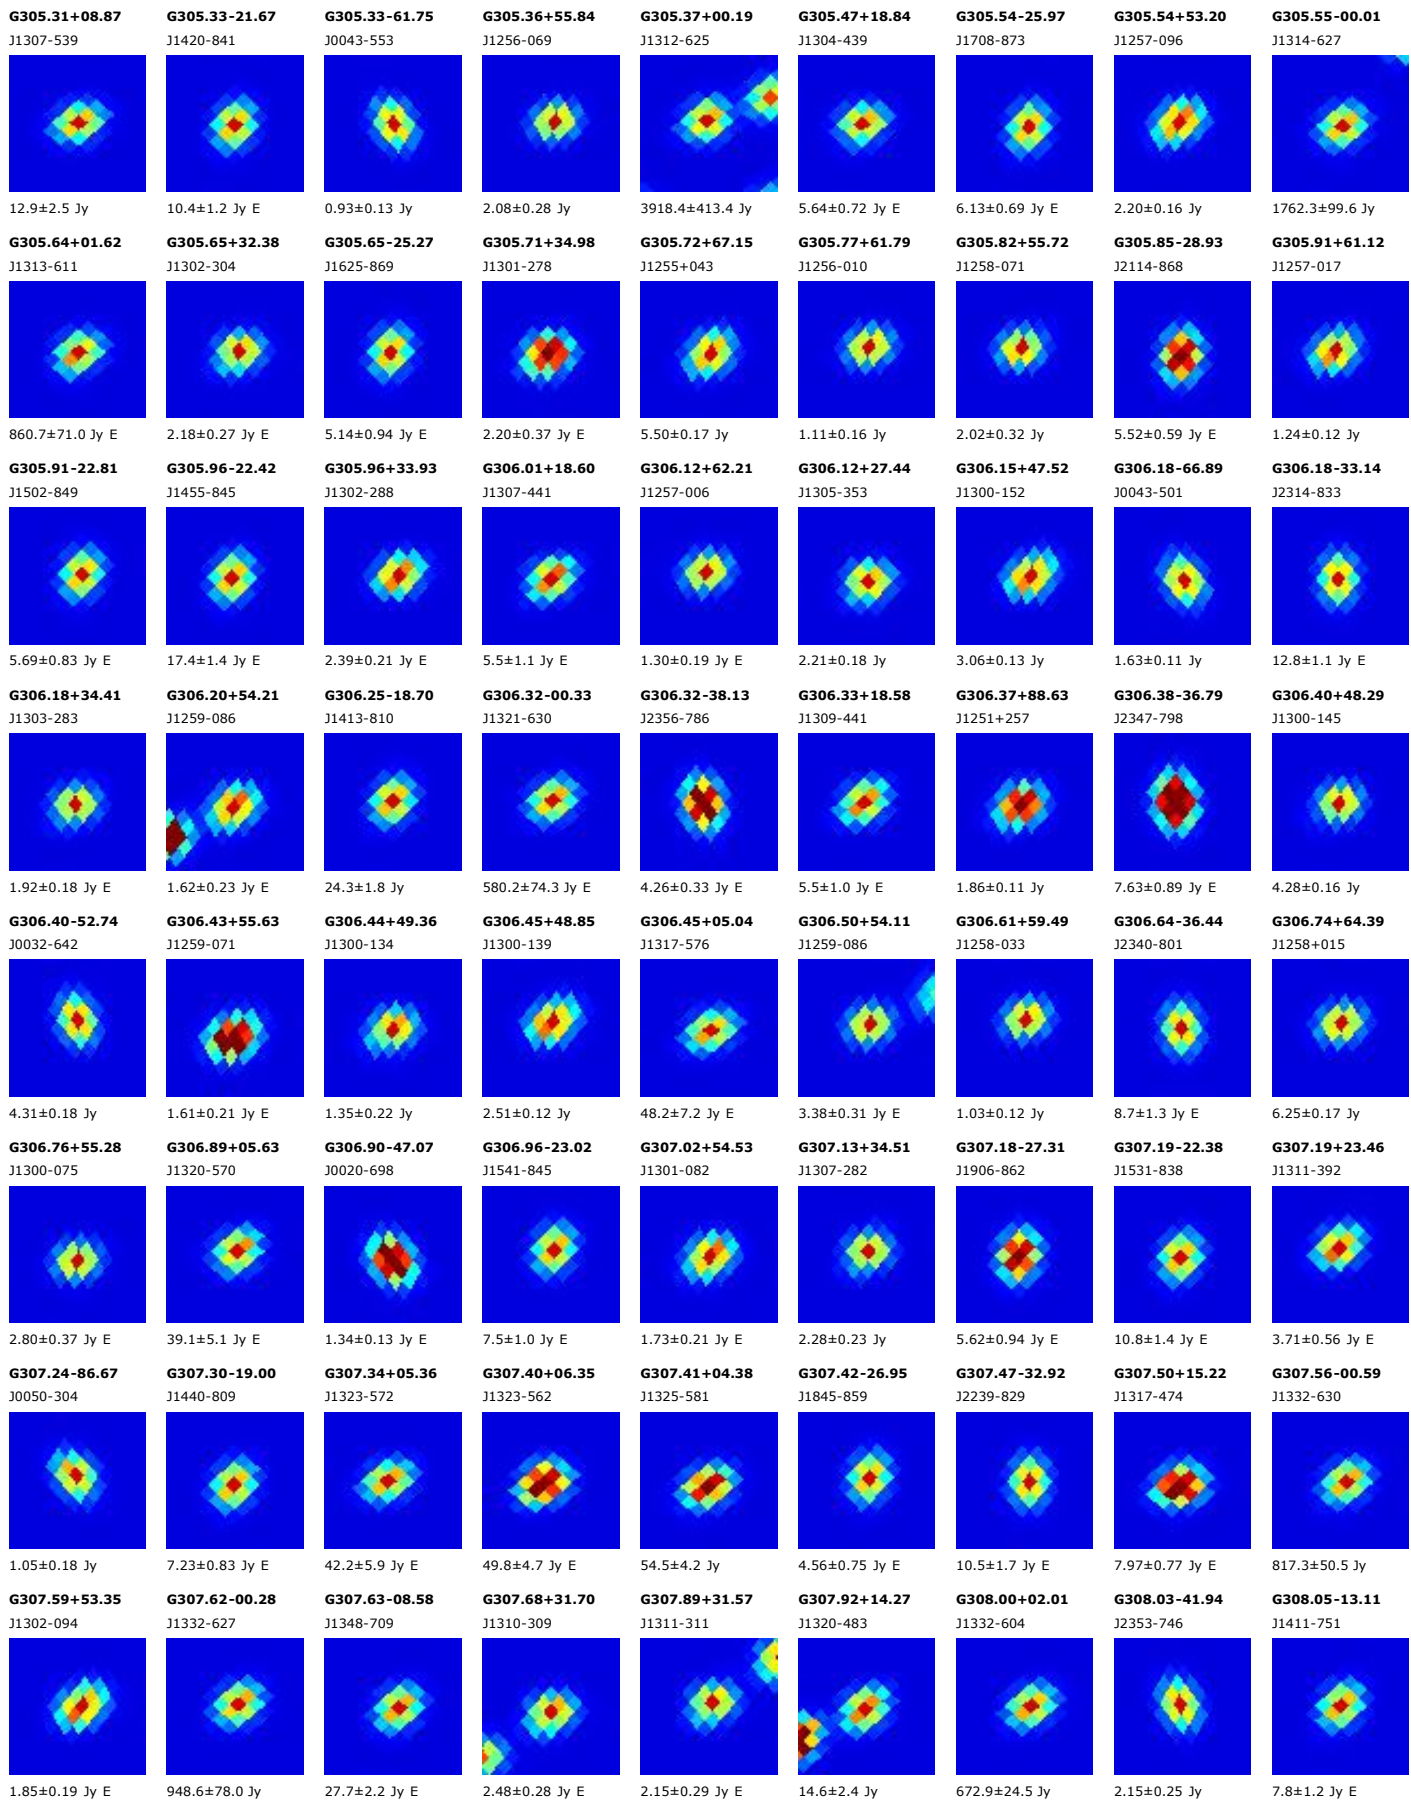 G305.31+08.87 G305.33-21.67 G305.33-61.75 G305.36+55.84 G305.37+00.19 G305.47+18.84 G305.54-25.97 G305.54+53.20 G305.55-00.01
J1307-539 J1420-841 J0043-553 J1256-069 J1312-625 J1304-439 J1708-873 J1257-096 J1314-627
12.9±2.5 Jy 10.4±1.2 Jy E 0.93±0.13 Jy 2.08±0.28 Jy 3918.4±413.4 Jy 5.64±0.72 Jy E 6.13±0.69 Jy E 2.20±0.16 Jy 1762.3±99.6 Jy
G305.64+01.62 G305.65+32.38 G305.65-25.27 G305.71+34.98 G305.72+67.15 G305.77+61.79 G305.82+55.72 G305.85-28.93 G305.91+61.12
J1313-611 J1302-304 J1625-869 J1301-278 J1255+043 J1256-010 J1258-071 J2114-868 J1257-017
860.7±71.0 Jy E 2.18±0.27 Jy E 5.14±0.94 Jy E 2.20±0.37 Jy E 5.50±0.17 Jy 1.11±0.16 Jy 2.02±0.32 Jy 5.52±0.59 Jy E 1.24±0.12 Jy
G305.91-22.81 G305.96-22.42 G305.96+33.93 G306.01+18.60 G306.12+62.21 G306.12+27.44 G306.15+47.52 G306.18-66.89 G306.18-33.14
J1502-849 J1455-845 J1302-288 J1307-441 J1257-006 J1305-353 J1300-152 J0043-501 J2314-833
5.69±0.83 Jy E 17.4±1.4 Jy E 2.39±0.21 Jy E 5.5±1.1 Jy E 1.30±0.19 Jy E 2.21±0.18 Jy 3.06±0.13 Jy 1.63±0.11 Jy 12.8±1.1 Jy E
G306.18+34.41 G306.20+54.21 G306.25-18.70 G306.32-00.33 G306.32-38.13 G306.33+18.58 G306.37+88.63 G306.38-36.79 G306.40+48.29
J1303-283 J1259-086 J1413-810 J1321-630 J2356-786 J1309-441 J1251+257 J2347-798 J1300-145
1.92±0.18 Jy E 1.62±0.23 Jy E 24.3±1.8 Jy 580.2±74.3 Jy E 4.26±0.33 Jy E 5.5±1.0 Jy E 1.86±0.11 Jy 7.63±0.89 Jy E 4.28±0.16 Jy
G306.40-52.74 G306.43+55.63 G306.44+49.36 G306.45+48.85 G306.45+05.04 G306.50+54.11 G306.61+59.49 G306.64-36.44 G306.74+64.39
J0032-642 J1259-071 J1300-134 J1300-139 J1317-576 J1259-086 J1258-033 J2340-801 J1258+015
4.31±0.18 Jy 1.61±0.21 Jy E 1.35±0.22 Jy 2.51±0.12 Jy 48.2±7.2 Jy E 3.38±0.31 Jy E 1.03±0.12 Jy 8.7±1.3 Jy E 6.25±0.17 Jy
G306.76+55.28 G306.89+05.63 G306.90-47.07 G306.96-23.02 G307.02+54.53 G307.13+34.51 G307.18-27.31 G307.19-22.38 G307.19+23.46
J1300-075 J1320-570 J0020-698 J1541-845 J1301-082 J1307-282 J1906-862 J1531-838 J1311-392
2.80±0.37 Jy E 39.1±5.1 Jy E 1.34±0.13 Jy E 7.5±1.0 Jy E 1.73±0.21 Jy E 2.28±0.23 Jy 5.62±0.94 Jy E 10.8±1.4 Jy E 3.71±0.56 Jy E
G307.24-86.67 G307.30-19.00 G307.34+05.36 G307.40+06.35 G307.41+04.38 G307.42-26.95 G307.47-32.92 G307.50+15.22 G307.56-00.59
J0050-304 J1440-809 J1323-572 J1323-562 J1325-581 J1845-859 J2239-829 J1317-474 J1332-630
1.05±0.18 Jy 7.23±0.83 Jy E 42.2±5.9 Jy E 49.8±4.7 Jy E 54.5±4.2 Jy 4.56±0.75 Jy E 10.5±1.7 Jy E 7.97±0.77 Jy E 817.3±50.5 Jy
G307.59+53.35 G307.62-00.28 G307.63-08.58 G307.68+31.70 G307.89+31.57 G307.92+14.27 G308.00+02.01 G308.03-41.94 G308.05-13.11
J1302-094 J1332-627 J1348-709 J1310-309 J1311-311 J1320-483 J1332-604 J2353-746 J1411-751
1.85±0.19 Jy E 948.6±78.0 Jy 27.7±2.2 Jy E 2.48±0.28 Jy E 2.15±0.29 Jy E 14.6±2.4 Jy 672.9±24.5 Jy 2.15±0.25 Jy 7.8±1.2 Jy E